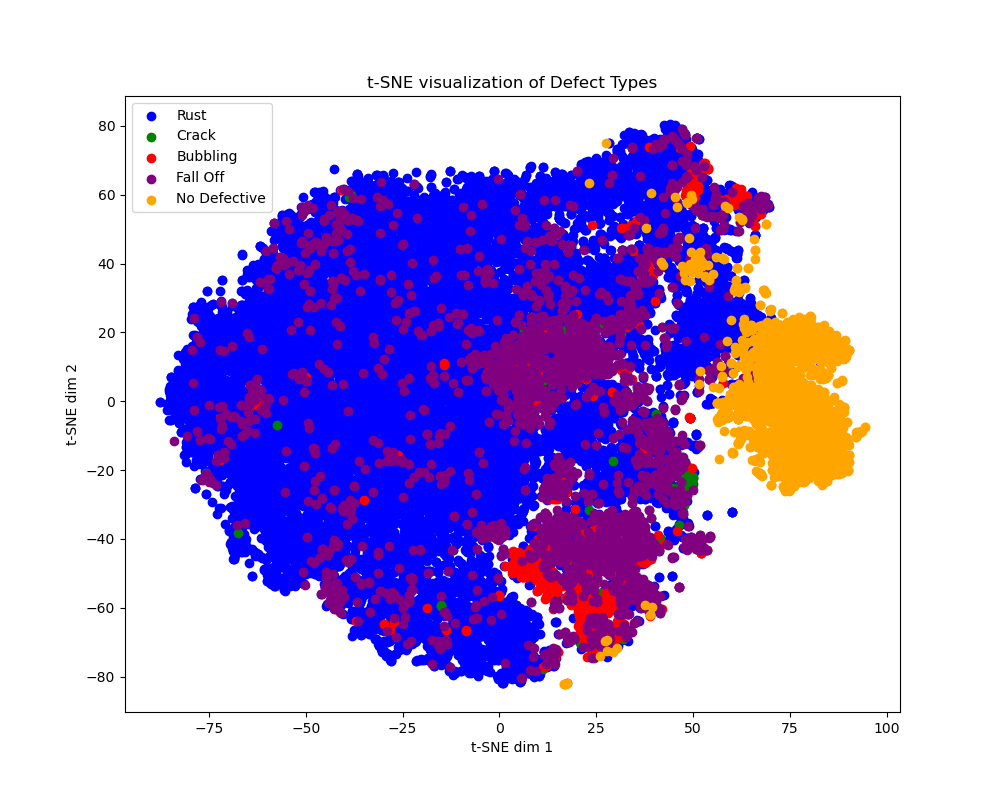 t-SNE visualization of Defect Types
Rust
Crack
Bubbling
Fall Off
No Defective
80
60
40
20
0
−20
−40
−60
−80
t-SNE dim 2
−75
−50
−25
0
25
50
75
100
t-SNE dim 1